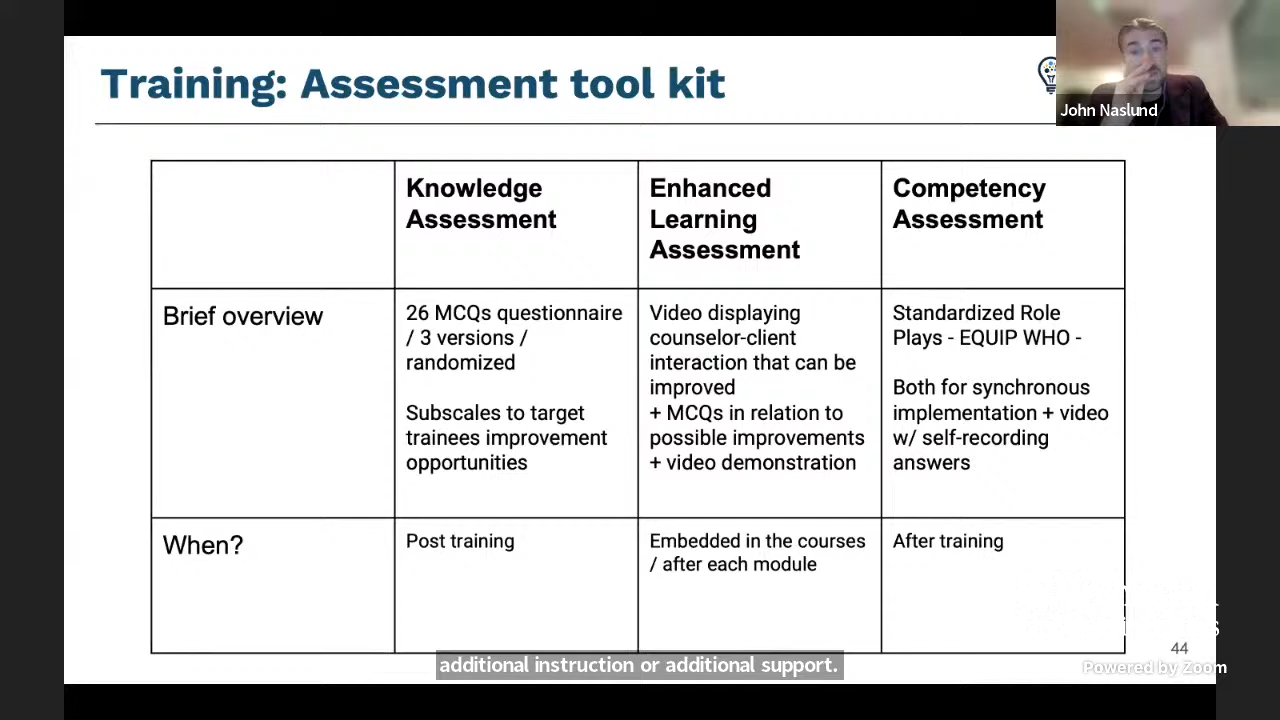 Training: Assessment tool kit
John Naslund
Knowledge
Assessment
Enhanced
Learning
Assessment
Competency
Assessment
Brief overview
26 MCQs questionnaire
/ 3 versions /
randomized
Subscales to target
trainees improvement
opportunities
Video displaying
counselor-client
interaction that can be
improved
+ MCQs in relation to
possible improvements
+ video demonstration
Standardized Role
Plays - EQUIP WHO -
Both for synchronous
implementation + video
w/ self-recording
answers
When?
Post training
Embedded in the courses
/ after each module
After training
44
additional instruction or additional support.
Powered by Zoom